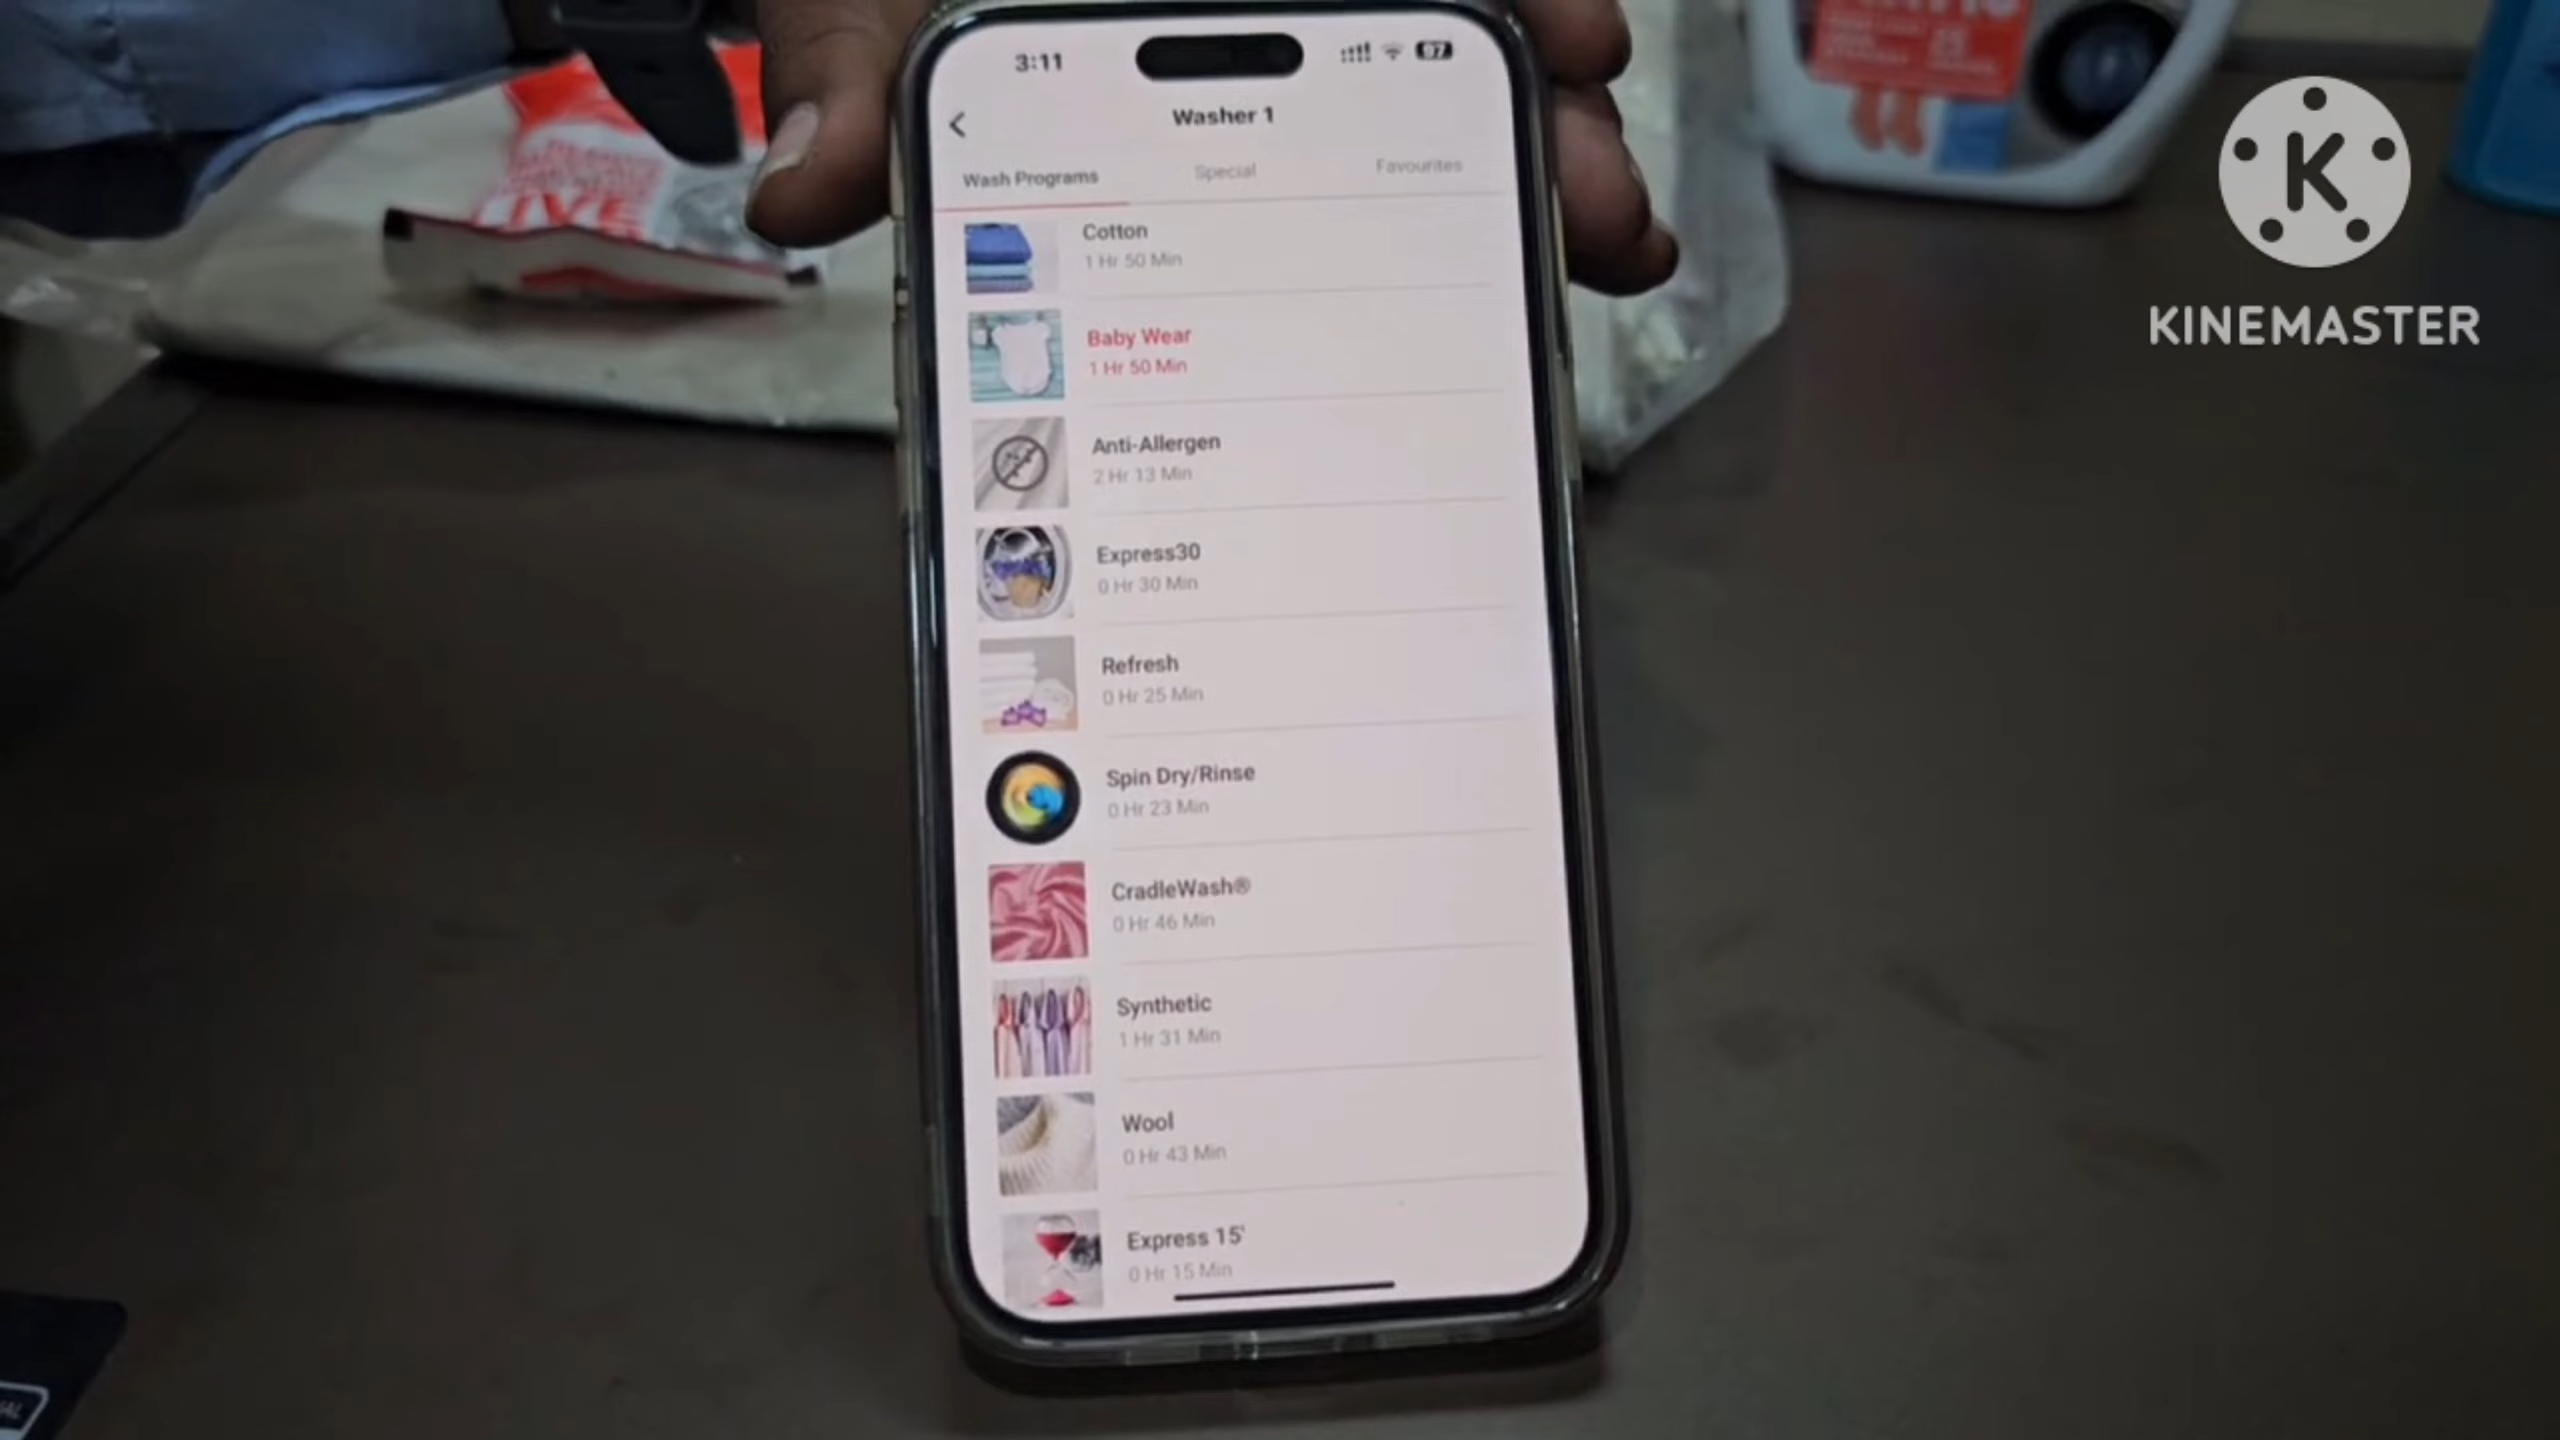 3:11
97
Washer 1
Wash Programs
Special
Favourites
Cotton
1 Hr 50 Min
Baby Wear
1 Hr 50 Min
Anti-Allergen
2 Hr 13 Min
Express30
0 Hr 30 Min
Refresh
0 Hr 25 Min
Spin Dry/Rinse
0 Hr 23 Min
CradleWash®
0 Hr 46 Min
Synthetic
1 Hr 31 Min
Wool
0 Hr 43 Min
Express 15'
0 Hr 15 Min
K
KINEMASTER